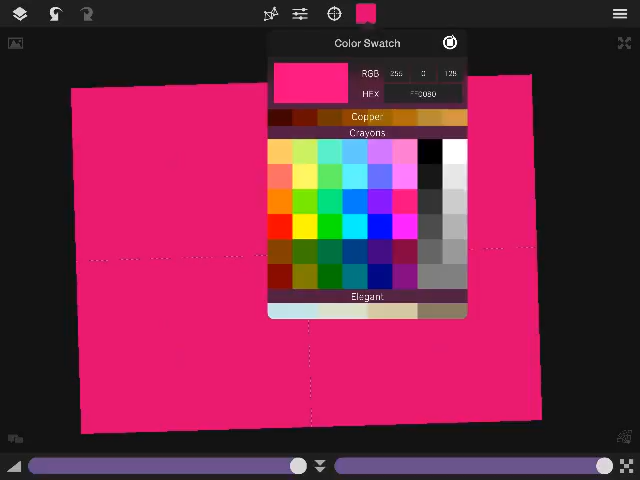 Color Swatch
RGB 255 0 128
HEX FF0080
Copper
Crayons
Elegant